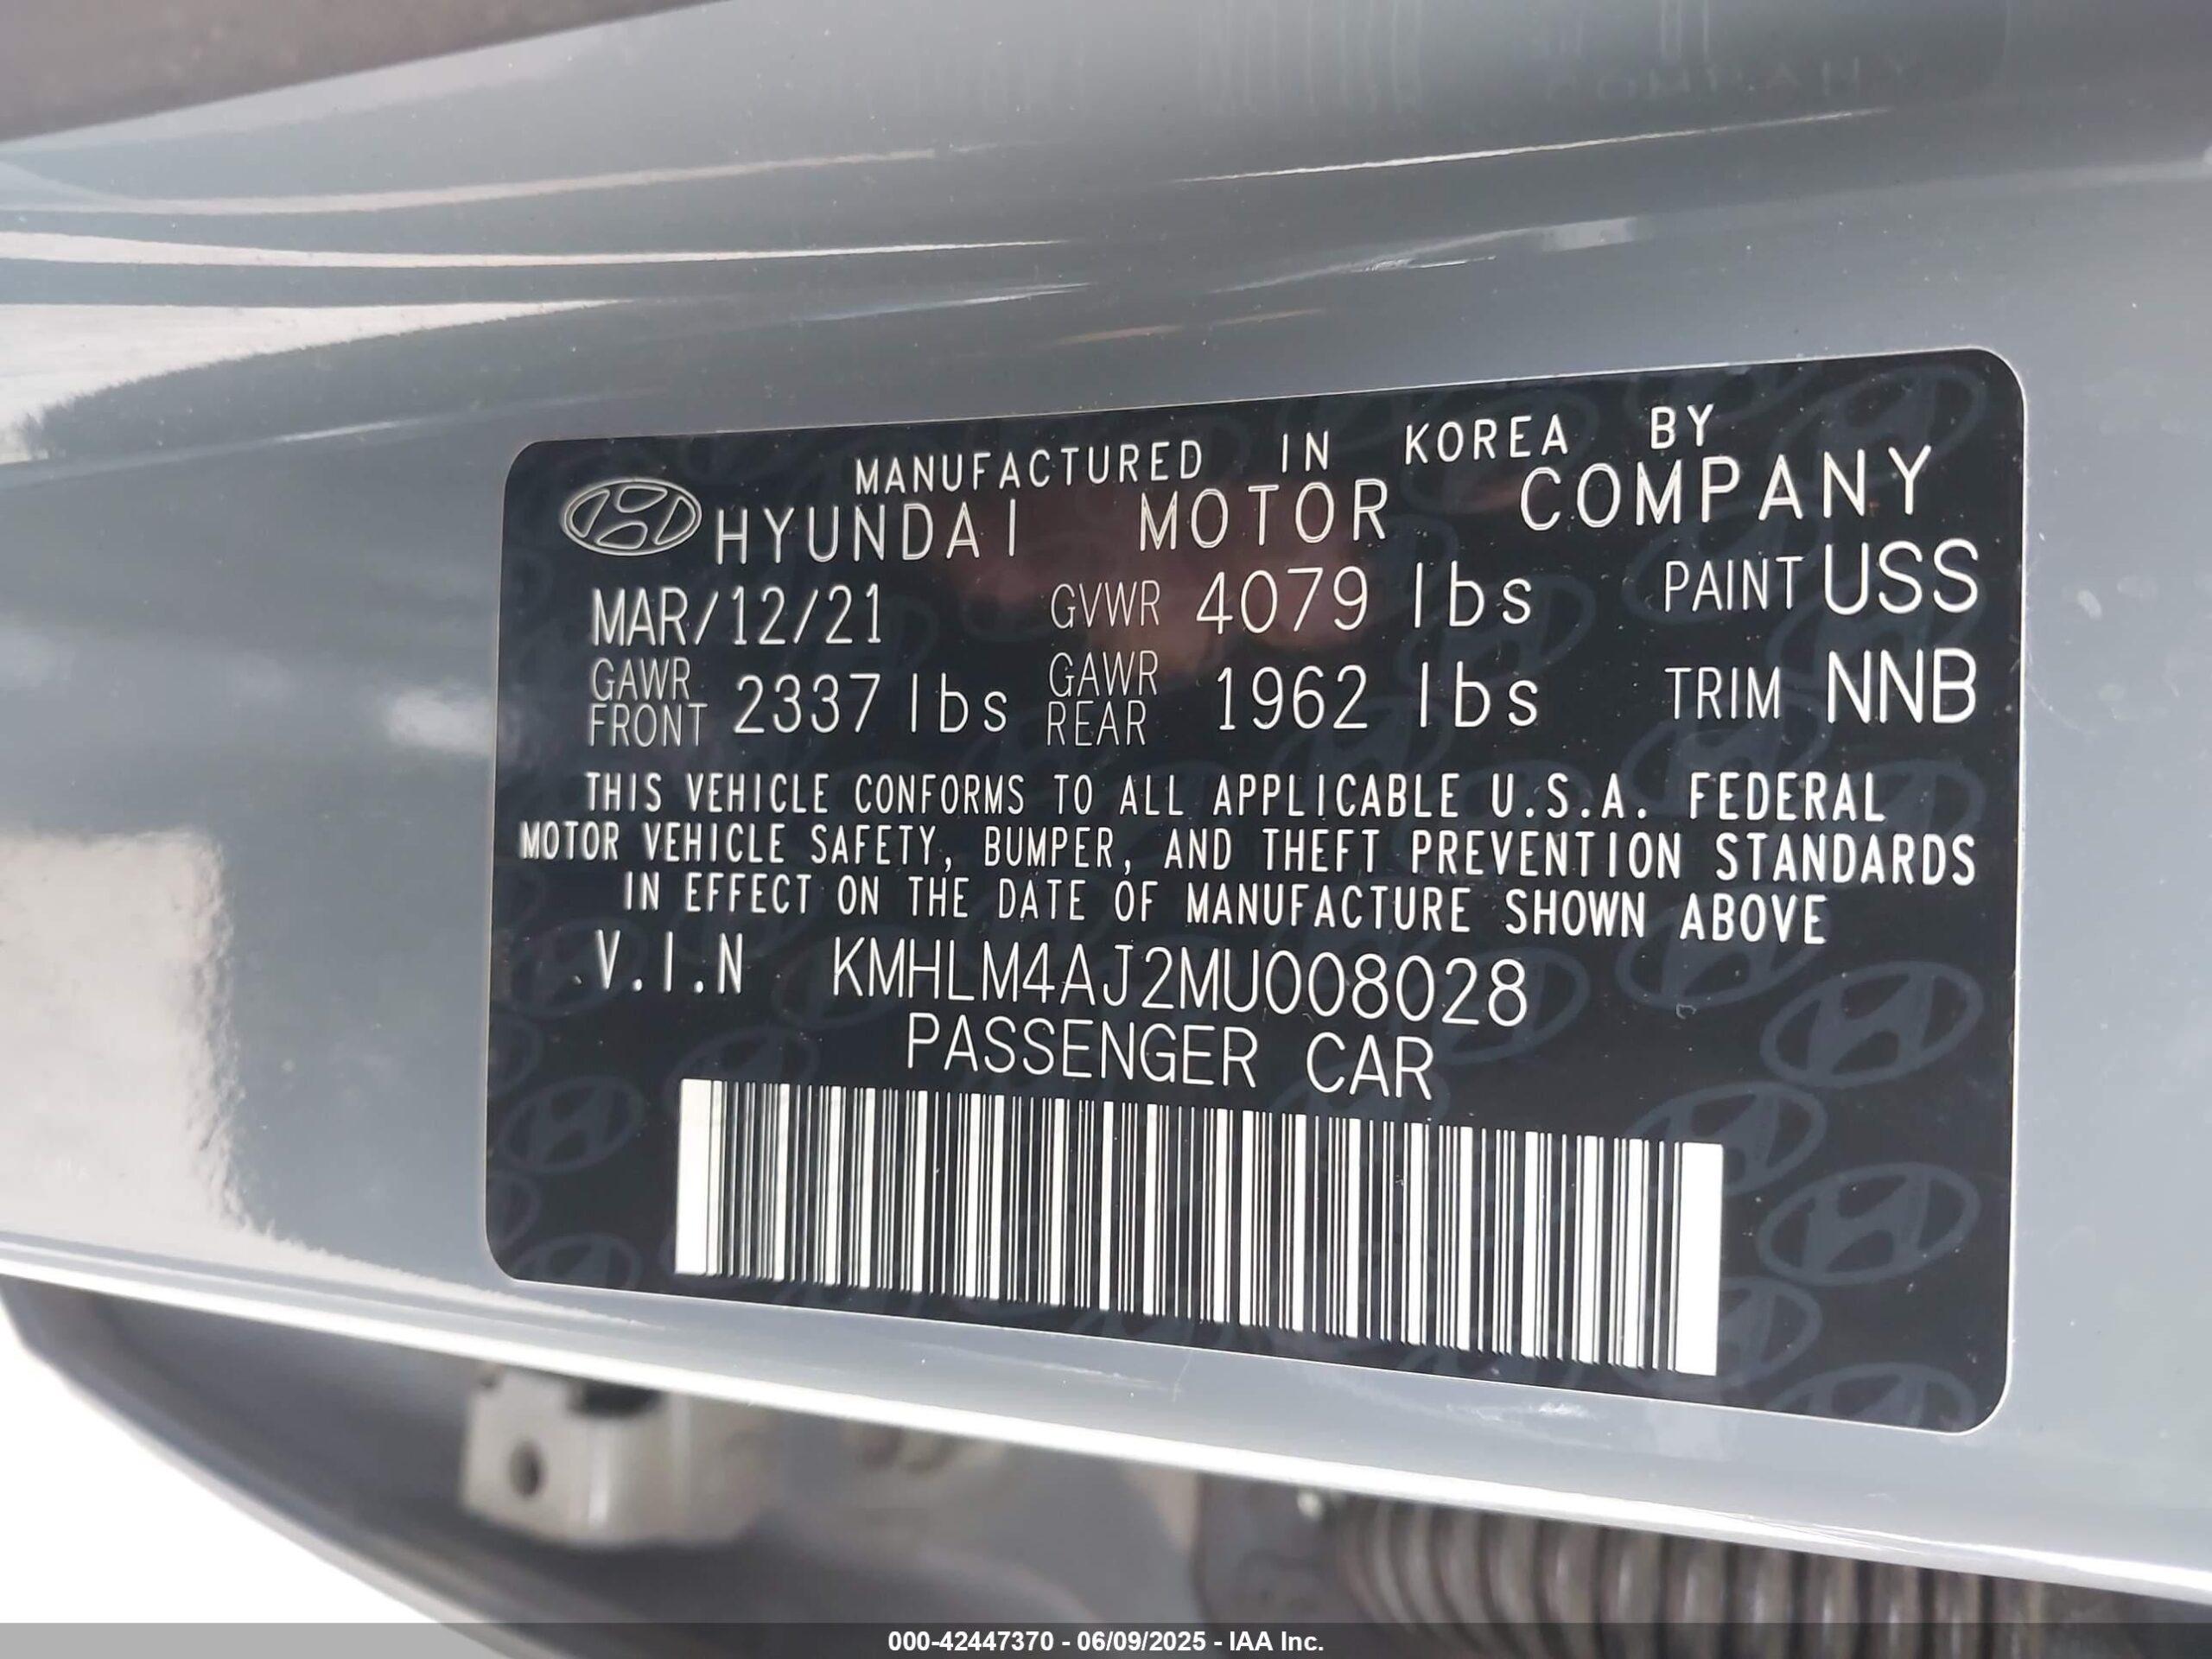 MANUFACTURED IN KOREA BY
HYUNDAI MOTOR COMPANY
MAR/12/21 GVWR 4079 lbs PAINT USS
GAWR FRONT 2337 lbs GAWR REAR 1962 lbs TRIM NNB
THIS VEHICLE CONFORMS TO ALL APPLICABLE U.S.A. FEDERAL
MOTOR VEHICLE SAFETY, BUMPER, AND THEFT PREVENTION STANDARDS
IN EFFECT ON THE DATE OF MANUFACTURE SHOWN ABOVE
V.I.N KMHLM4AJ2MU008028
PASSENGER CAR
000-42447370 - 06/09/2025 - IAA Inc.